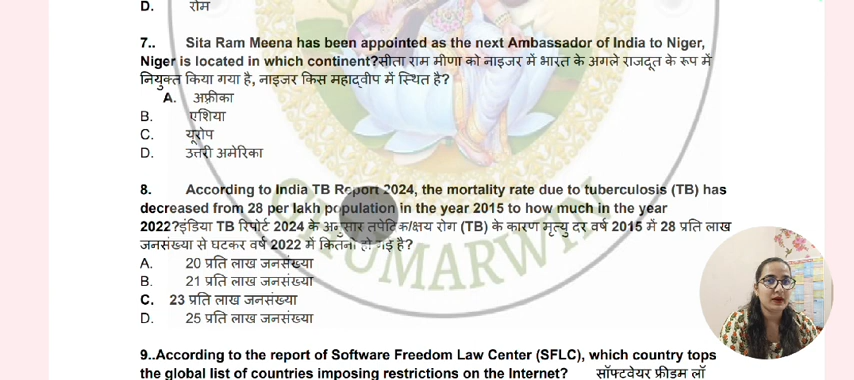 D. रोम
7.. Sita Ram Meena has been appointed as the next Ambassador of India to Niger,
Niger is located in which continent?सीता राम मीणा को नाइजर में भारत के अगले राजदूत के रूप में
नियुक्त किया गया है, नाइजर किस महाद्वीप में स्थित है?
A. अफ़्रीका
B. एशिया
C. यूरोप
D. उत्तरी अमेरिका
8. According to India TB Report 2024, the mortality rate due to tuberculosis (TB) has
decreased from 28 per lakh population in the year 2015 to how much in the year
2022?इंडिया TB रिपोर्ट 2024 के अनुसार तपेदिक/क्षय रोग (TB) के कारण मृत्यु दर वर्ष 2015 में 28 प्रति लाख
जनसंख्या से घटकर वर्ष 2022 में कितनी हो गई है?
A. 20 प्रति लाख जनसंख्या
B. 21 प्रति लाख जनसंख्या
C. 23 प्रति लाख जनसंख्या
D. 25 प्रति लाख जनसंख्या
9..According to the report of Software Freedom Law Center (SFLC), which country tops
the global list of countries imposing restrictions on the Internet? सॉफ्टवेयर फ्रीडम लॉ